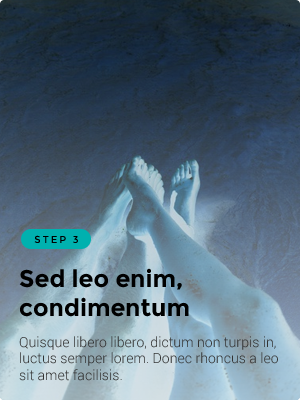 STEP 3
Sed leo enim,
condimentum
Quisque libero libero, dictum non turpis in,
luctus semper lorem. Donec rhoncus a leo
sit amet facilisis.